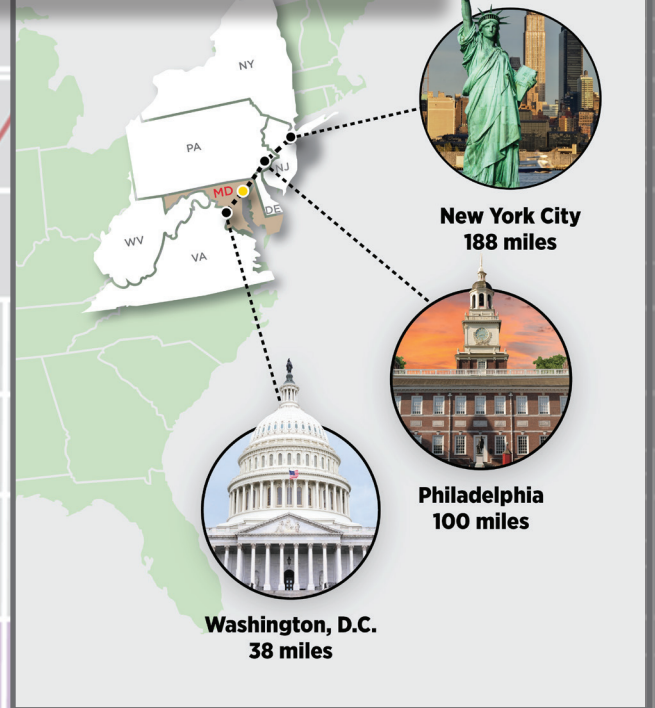 NY
PA
NJ
MD
DE
WV
VA
New York City
188 miles
Philadelphia
100 miles
Washington, D.C.
38 miles